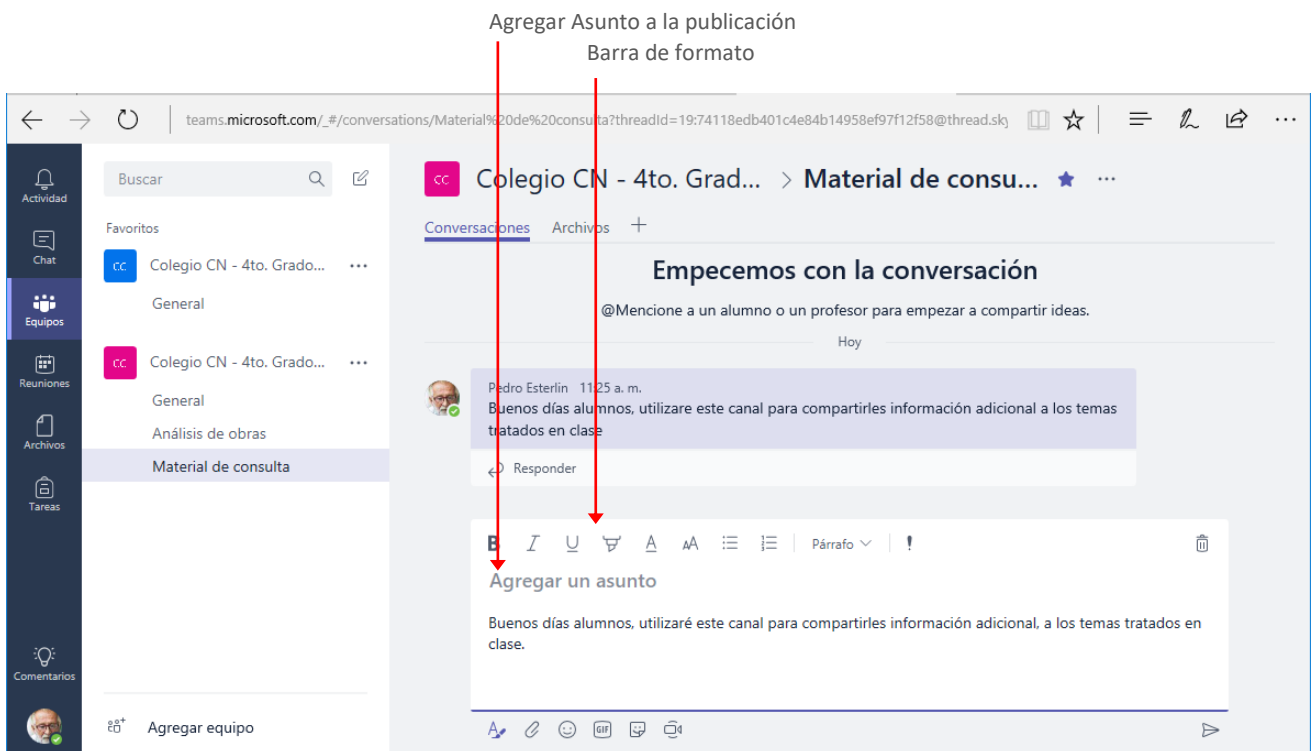 Agregar Asunto a la publicación
Barra de formato
teams.microsoft.com/_#/conversations/Material%20de%20consulta?threadId=19:74118edb401c4e84b14958ef97f12f58@thread.sky
Actividad
Chat
Equipos
Reuniones
Archivos
Tareas
Comentarios
Buscar
Favoritos
CC Colegio CN - 4to. Grado... ...
General
CC Colegio CN - 4to. Grado... ...
General
Análisis de obras
Material de consulta
Agregar equipo
CC Colegio CN - 4to. Grad... > Material de consu... ...
Conversaciones Archivos +
Empecemos con la conversación
@Mencione a un alumno o un profesor para empezar a compartir ideas.
Hoy
Pedro Esterlin 11:25 a. m.
Buenos días alumnos, utilizare este canal para compartirles información adicional a los temas
tratados en clase
Responder
B I U A AA Párrafo !
Agregar un asunto
Buenos días alumnos, utilizaré este canal para compartirles información adicional, a los temas tratados en
clase.
GIF